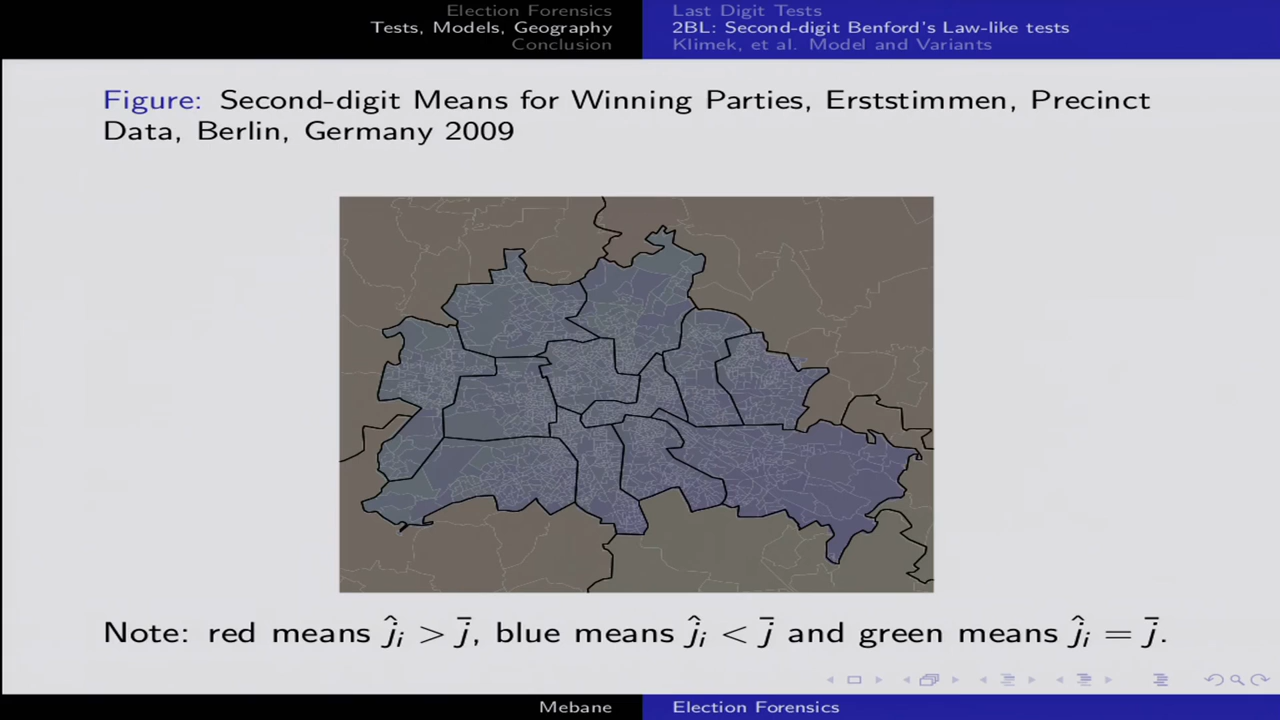 Election Forensics
Tests, Models, Geography
Conclusion
Last Digit Tests
2BL: Second-digit Benford's Law-like tests
Klimek, et al. Model and Variants
Figure: Second-digit Means for Winning Parties, Erststimmen, Precinct
Data, Berlin, Germany 2009
Note: red means ĵᵢ > j̄, blue means ĵᵢ < j̄ and green means ĵᵢ = j̄.
Mebane
Election Forensics